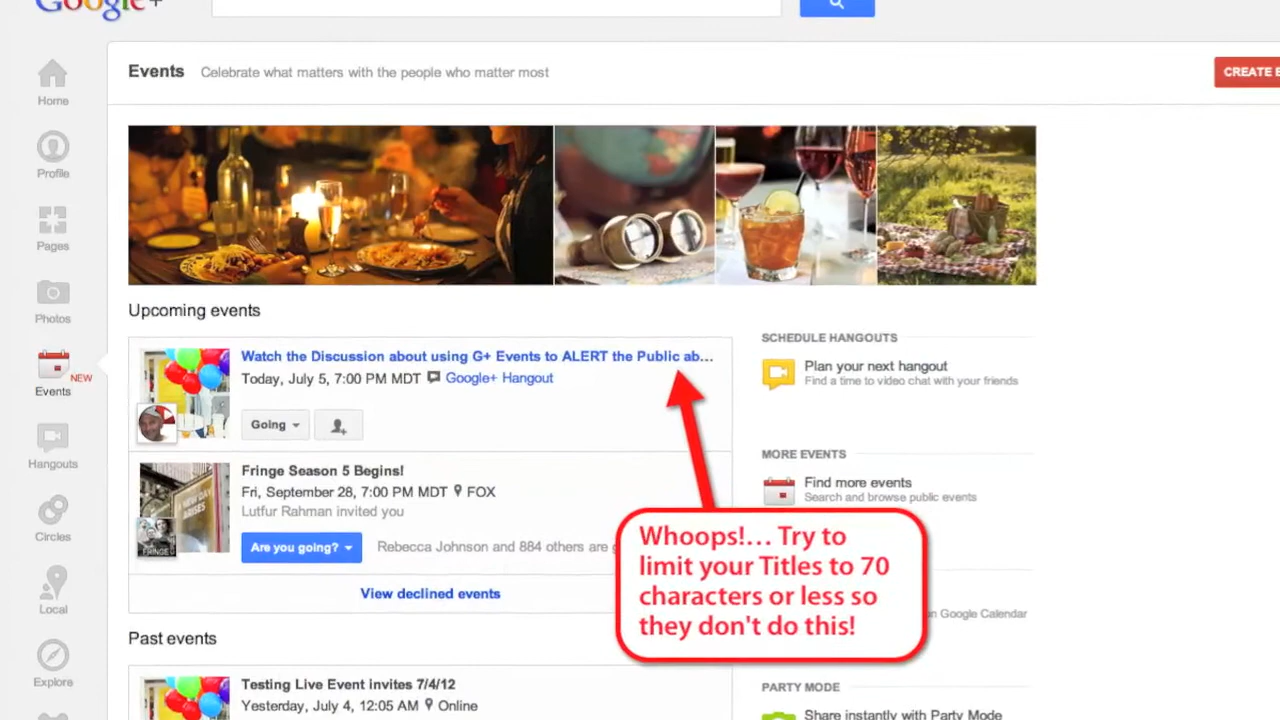 Google+
Home
Profile
Pages
Photos
Events
NEW
Hangouts
Circles
Local
Explore
Events Celebrate what matters with the people who matter most
CREATE E
Upcoming events
Watch the Discussion about using G+ Events to ALERT the Public ab...
Today, July 5, 7:00 PM MDT Google+ Hangout
Going
Fringe Season 5 Begins!
Fri, September 28, 7:00 PM MDT FOX
Lutfur Rahman invited you
Are you going? Rebecca Johnson and 884 others are g
View declined events
Past events
Testing Live Event invites 7/4/12
Yesterday, July 4, 12:05 AM Online
SCHEDULE HANGOUTS
Plan your next hangout
Find a time to video chat with your friends
MORE EVENTS
Find more events
Search and browse public events
on Google Calendar
PARTY MODE
Share instantly with Party Mode
Whoops!... Try to
limit your Titles to 70
characters or less so
they don't do this!